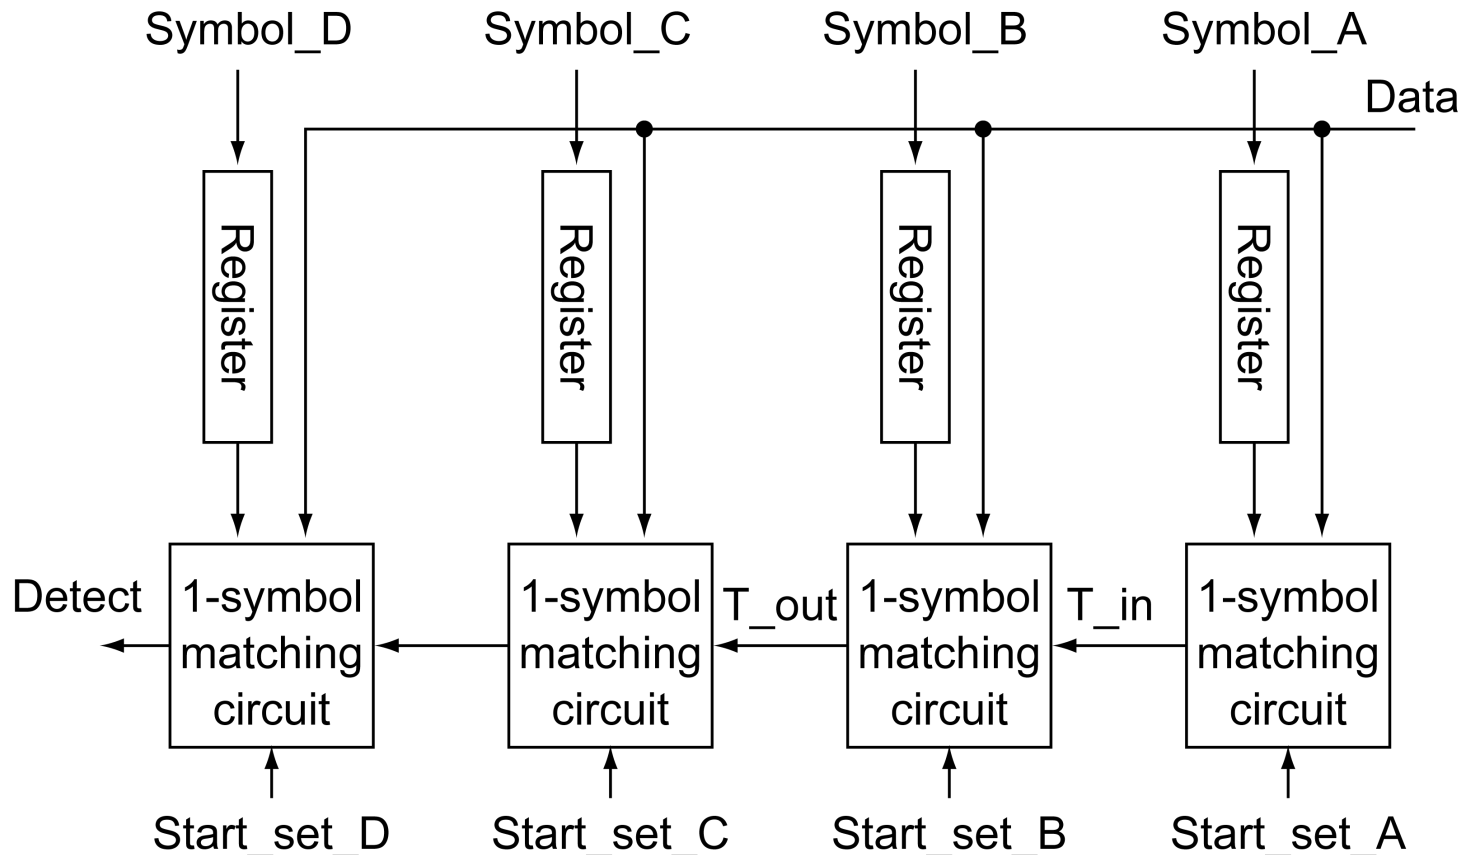 Symbol_D
Symbol_C
Symbol_B
Symbol_A
Data
Register
Register
Register
Register
Detect
1-symbol
matching
circuit
1-symbol
matching
circuit
T_out
1-symbol
matching
circuit
T_in
1-symbol
matching
circuit
Start_set_D
Start_set_C
Start_set_B
Start_set_A